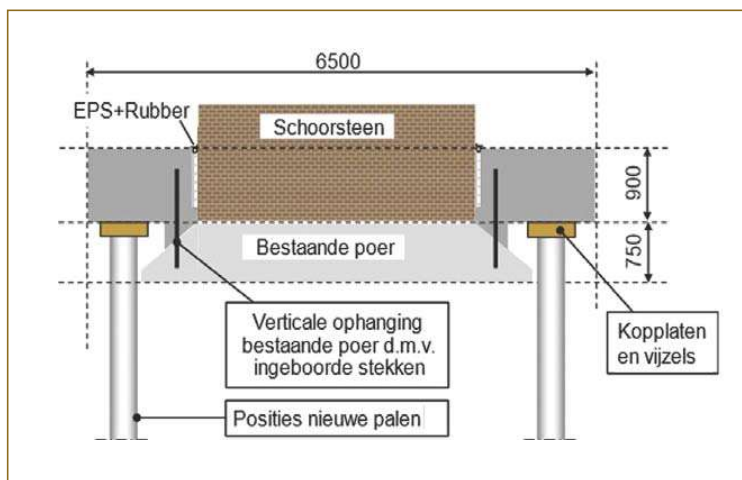 6500
EPS+Rubber
Schoorsteen
900
Bestaande poer
750
Verticale ophanging
bestaande poer d.m.v.
ingeboorde stekken
Kopplaten
en vijzels
Posities nieuwe palen